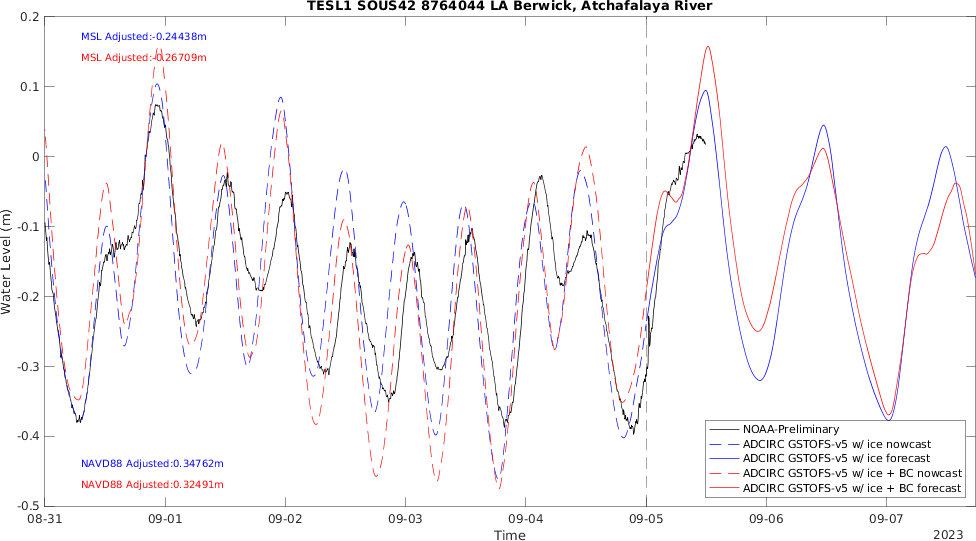 TESL1 SOUS42 8764044 LA Berwick, Atchafalaya River
0.2
0.1
0
-0.1
-0.2
-0.3
-0.4
-0.5
Water Level (m)
MSL Adjusted:-0.24438m
MSL Adjusted:-0.26709m
NAVD88 Adjusted:0.34762m
NAVD88 Adjusted:0.32491m
NOAA-Preliminary
ADCIRC GSTOFS-v5 w/ ice nowcast
ADCIRC GSTOFS-v5 w/ ice forecast
ADCIRC GSTOFS-v5 w/ ice + BC nowcast
ADCIRC GSTOFS-v5 w/ ice + BC forecast
08-31 09-01 09-02 09-03 09-04 09-05 09-06 09-07
Time
2023